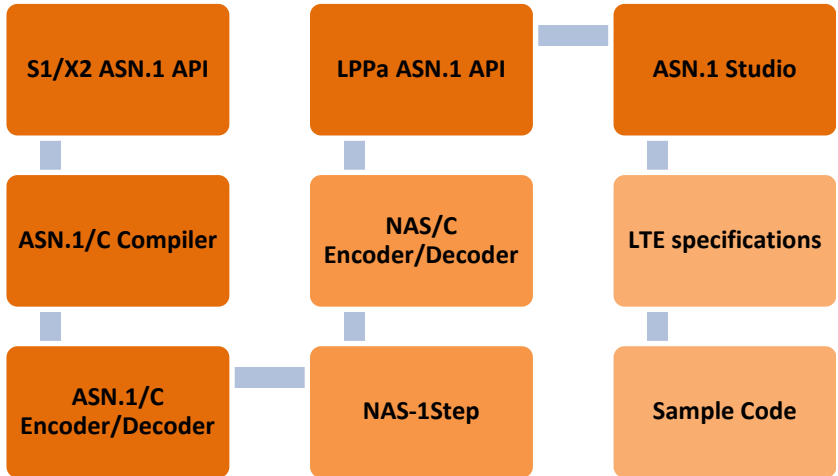 S1/X2 ASN.1 API
ASN.1/C Compiler
ASN.1/C
Encoder/Decoder
NAS-1Step
NAS/C
Encoder/Decoder
LPPa ASN.1 API
ASN.1 Studio
LTE specifications
Sample Code